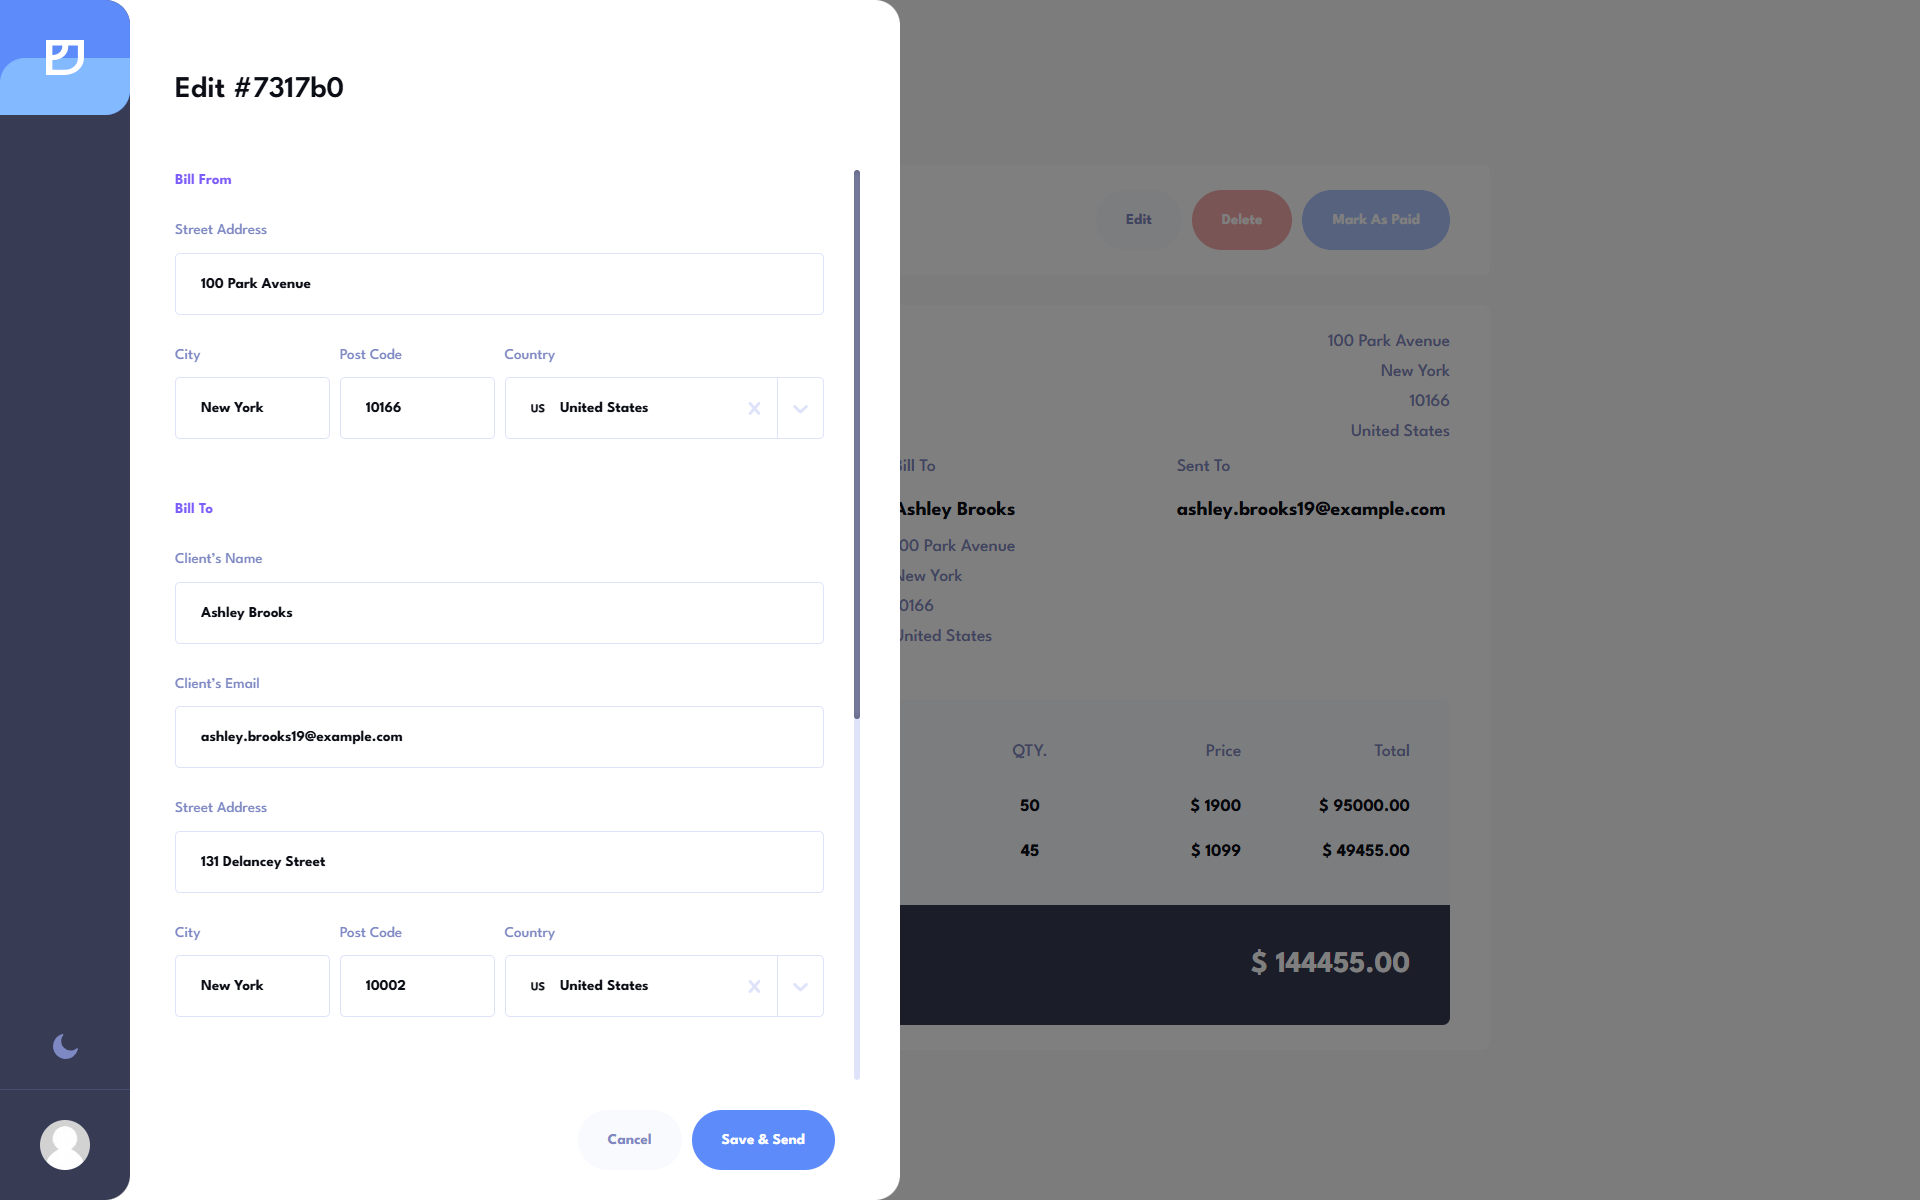 Edit #7317b0
Bill From
Street Address
100 Park Avenue
City
Post Code
Country
New York
10166
US United States
Bill To
Client's Name
Ashley Brooks
Client's Email
ashley.brooks19@example.com
Street Address
131 Delancey Street
City
Post Code
Country
New York
10002
US United States
Cancel
Save & Send
Edit
Delete
Mark As Paid
100 Park Avenue
New York
10166
United States
Bill To
Sent To
Ashley Brooks
ashley.brooks19@example.com
00 Park Avenue
New York
0166
United States
QTY.
Price
Total
50
$ 1900
$ 95000.00
45
$ 1099
$ 49455.00
$ 144455.00